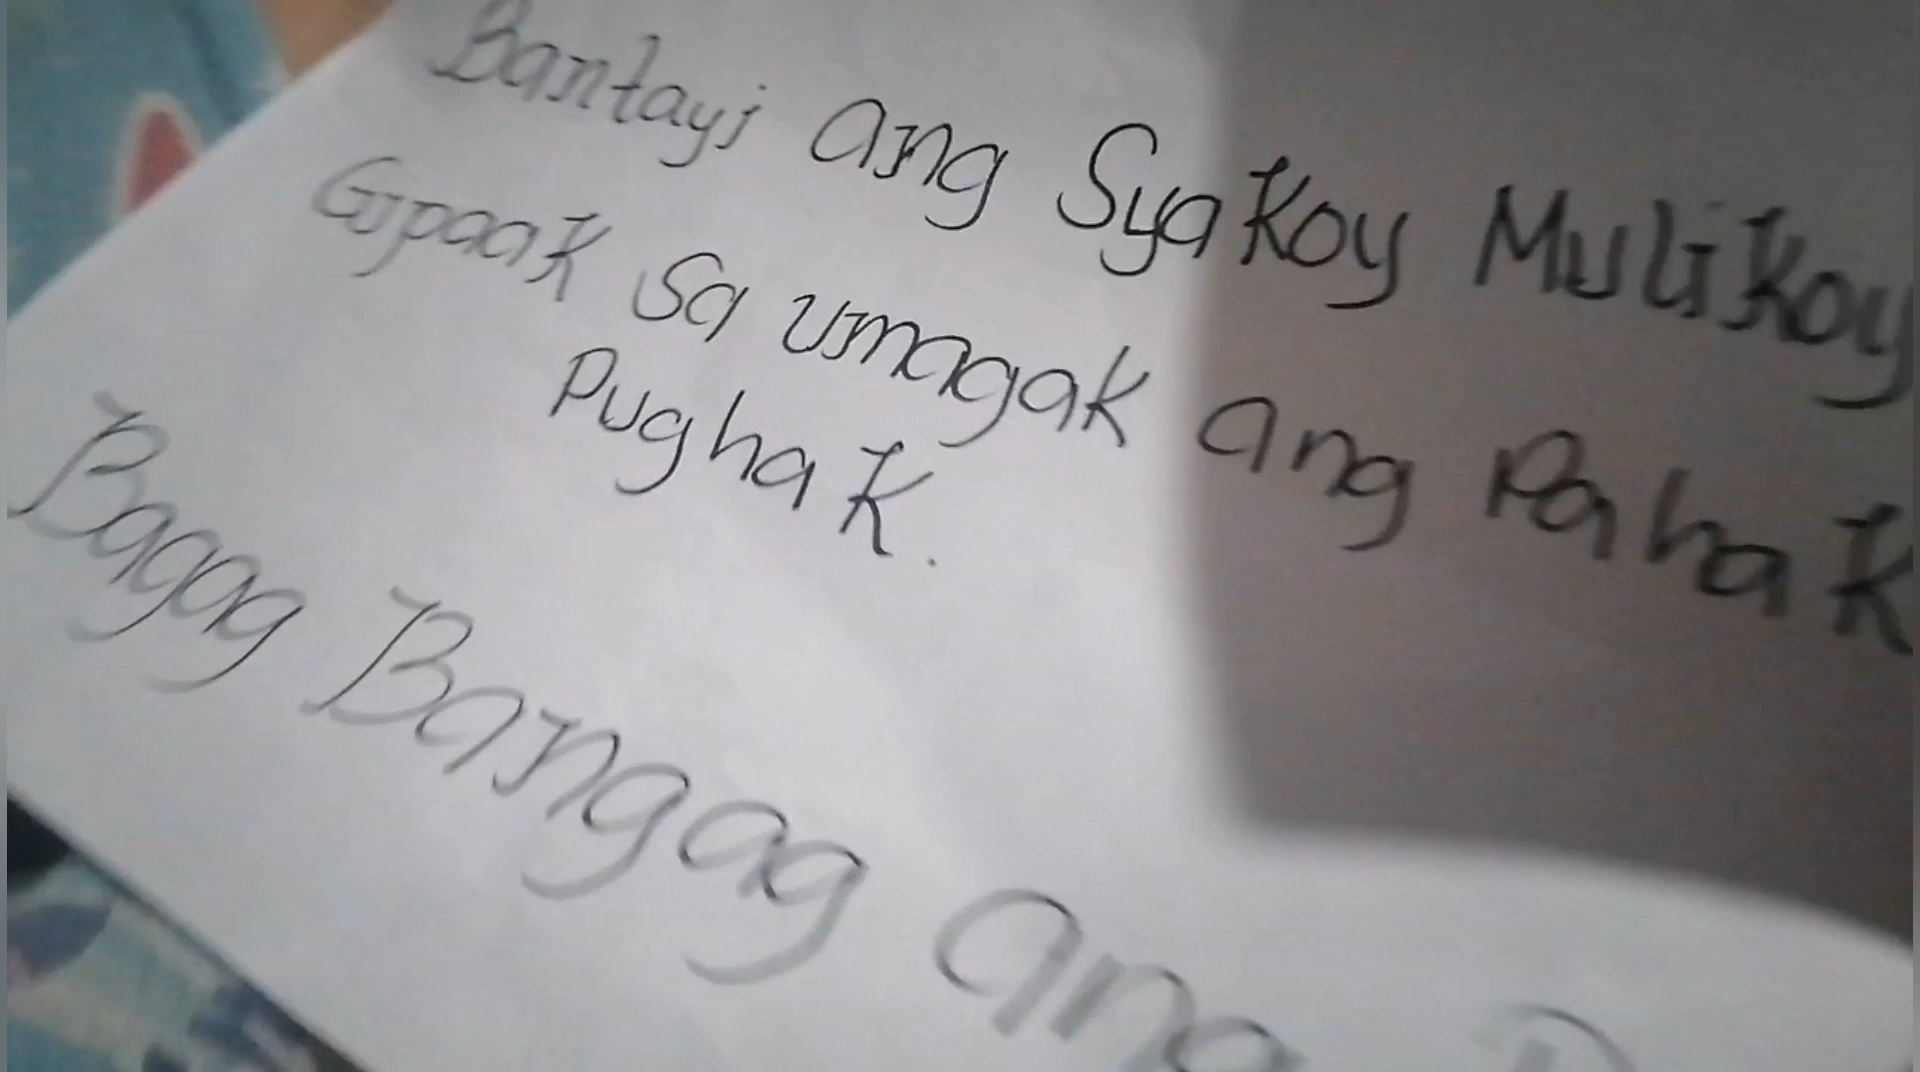 Bantayi ang Syakoy Mulikoy
Gipaak sa umagak ang Pahak
Pughak.
Bagag Bangag ang